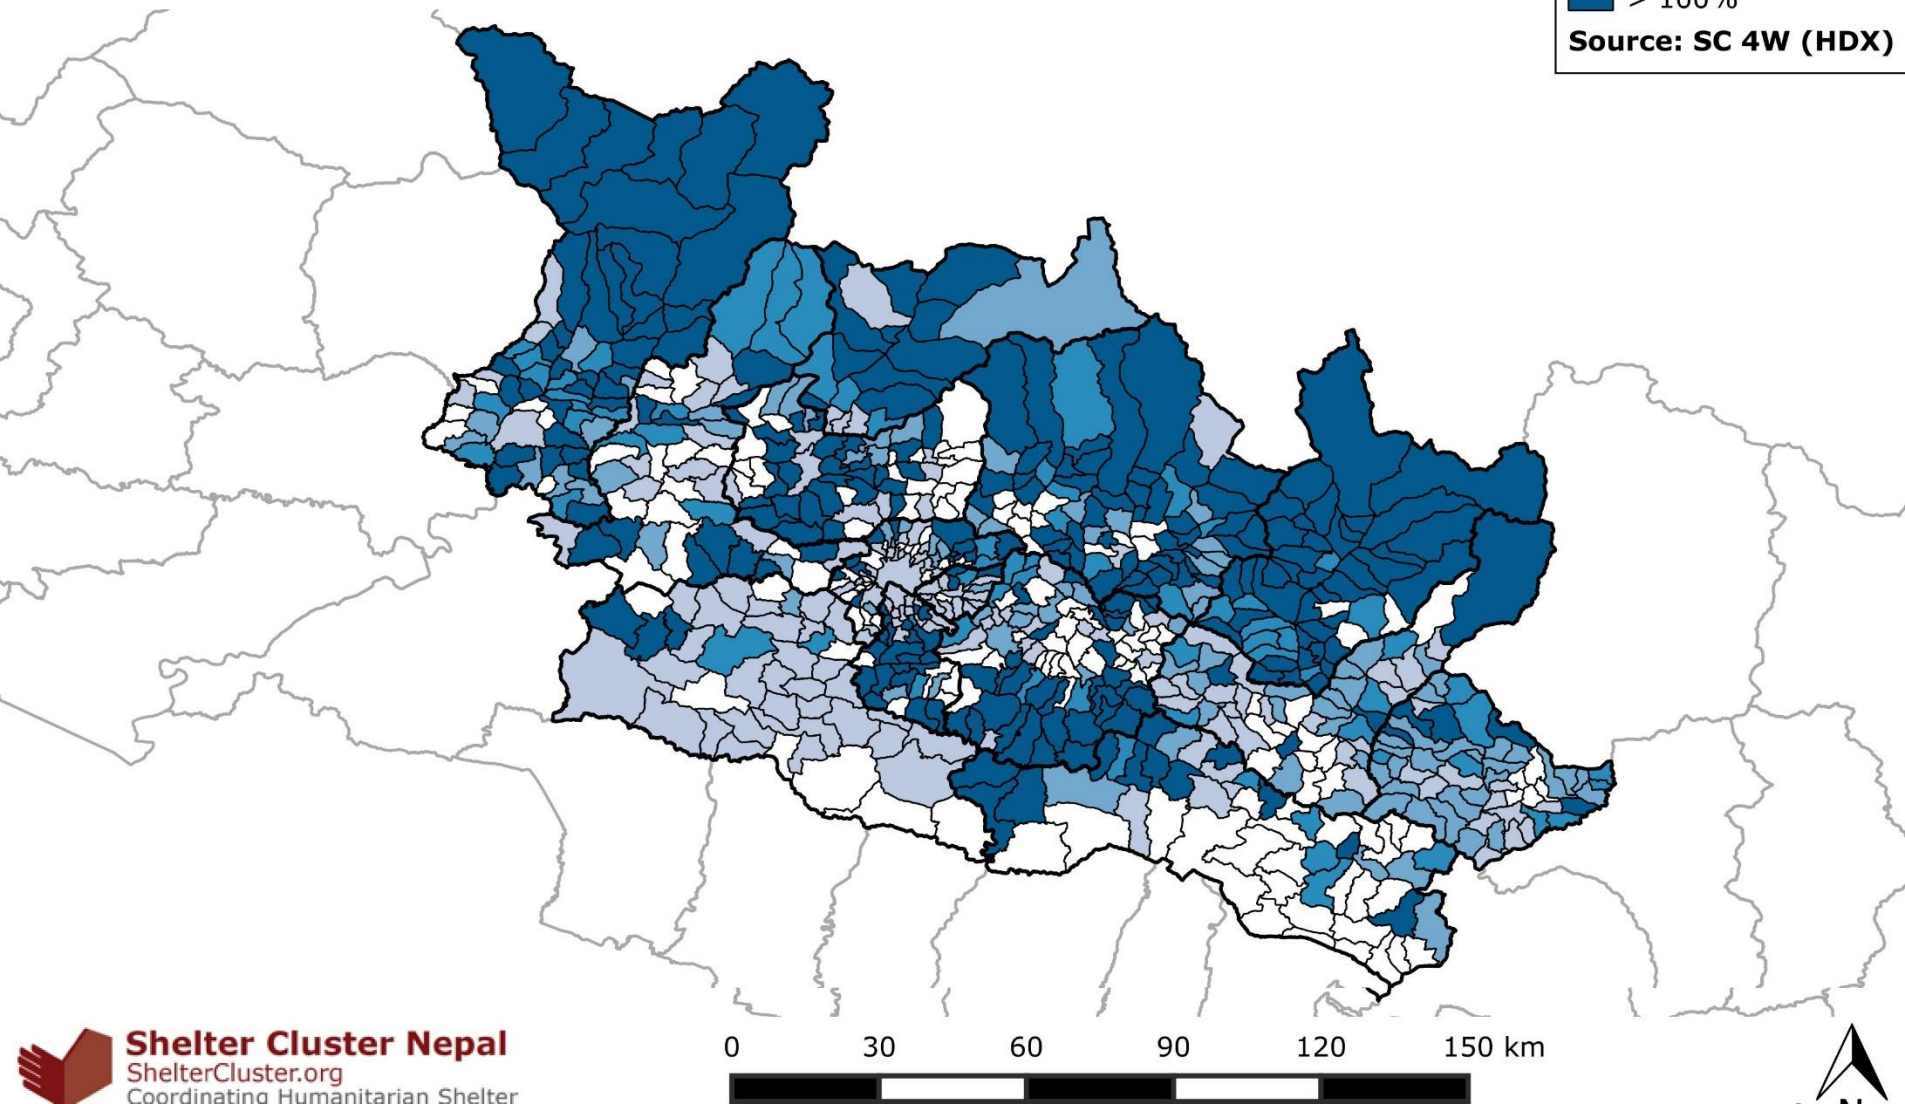 > 100%
Source: SC 4W (HDX)
Shelter Cluster Nepal
ShelterCluster.org
Coordinating Humanitarian Shelter
0 30 60 90 120 150 km
N